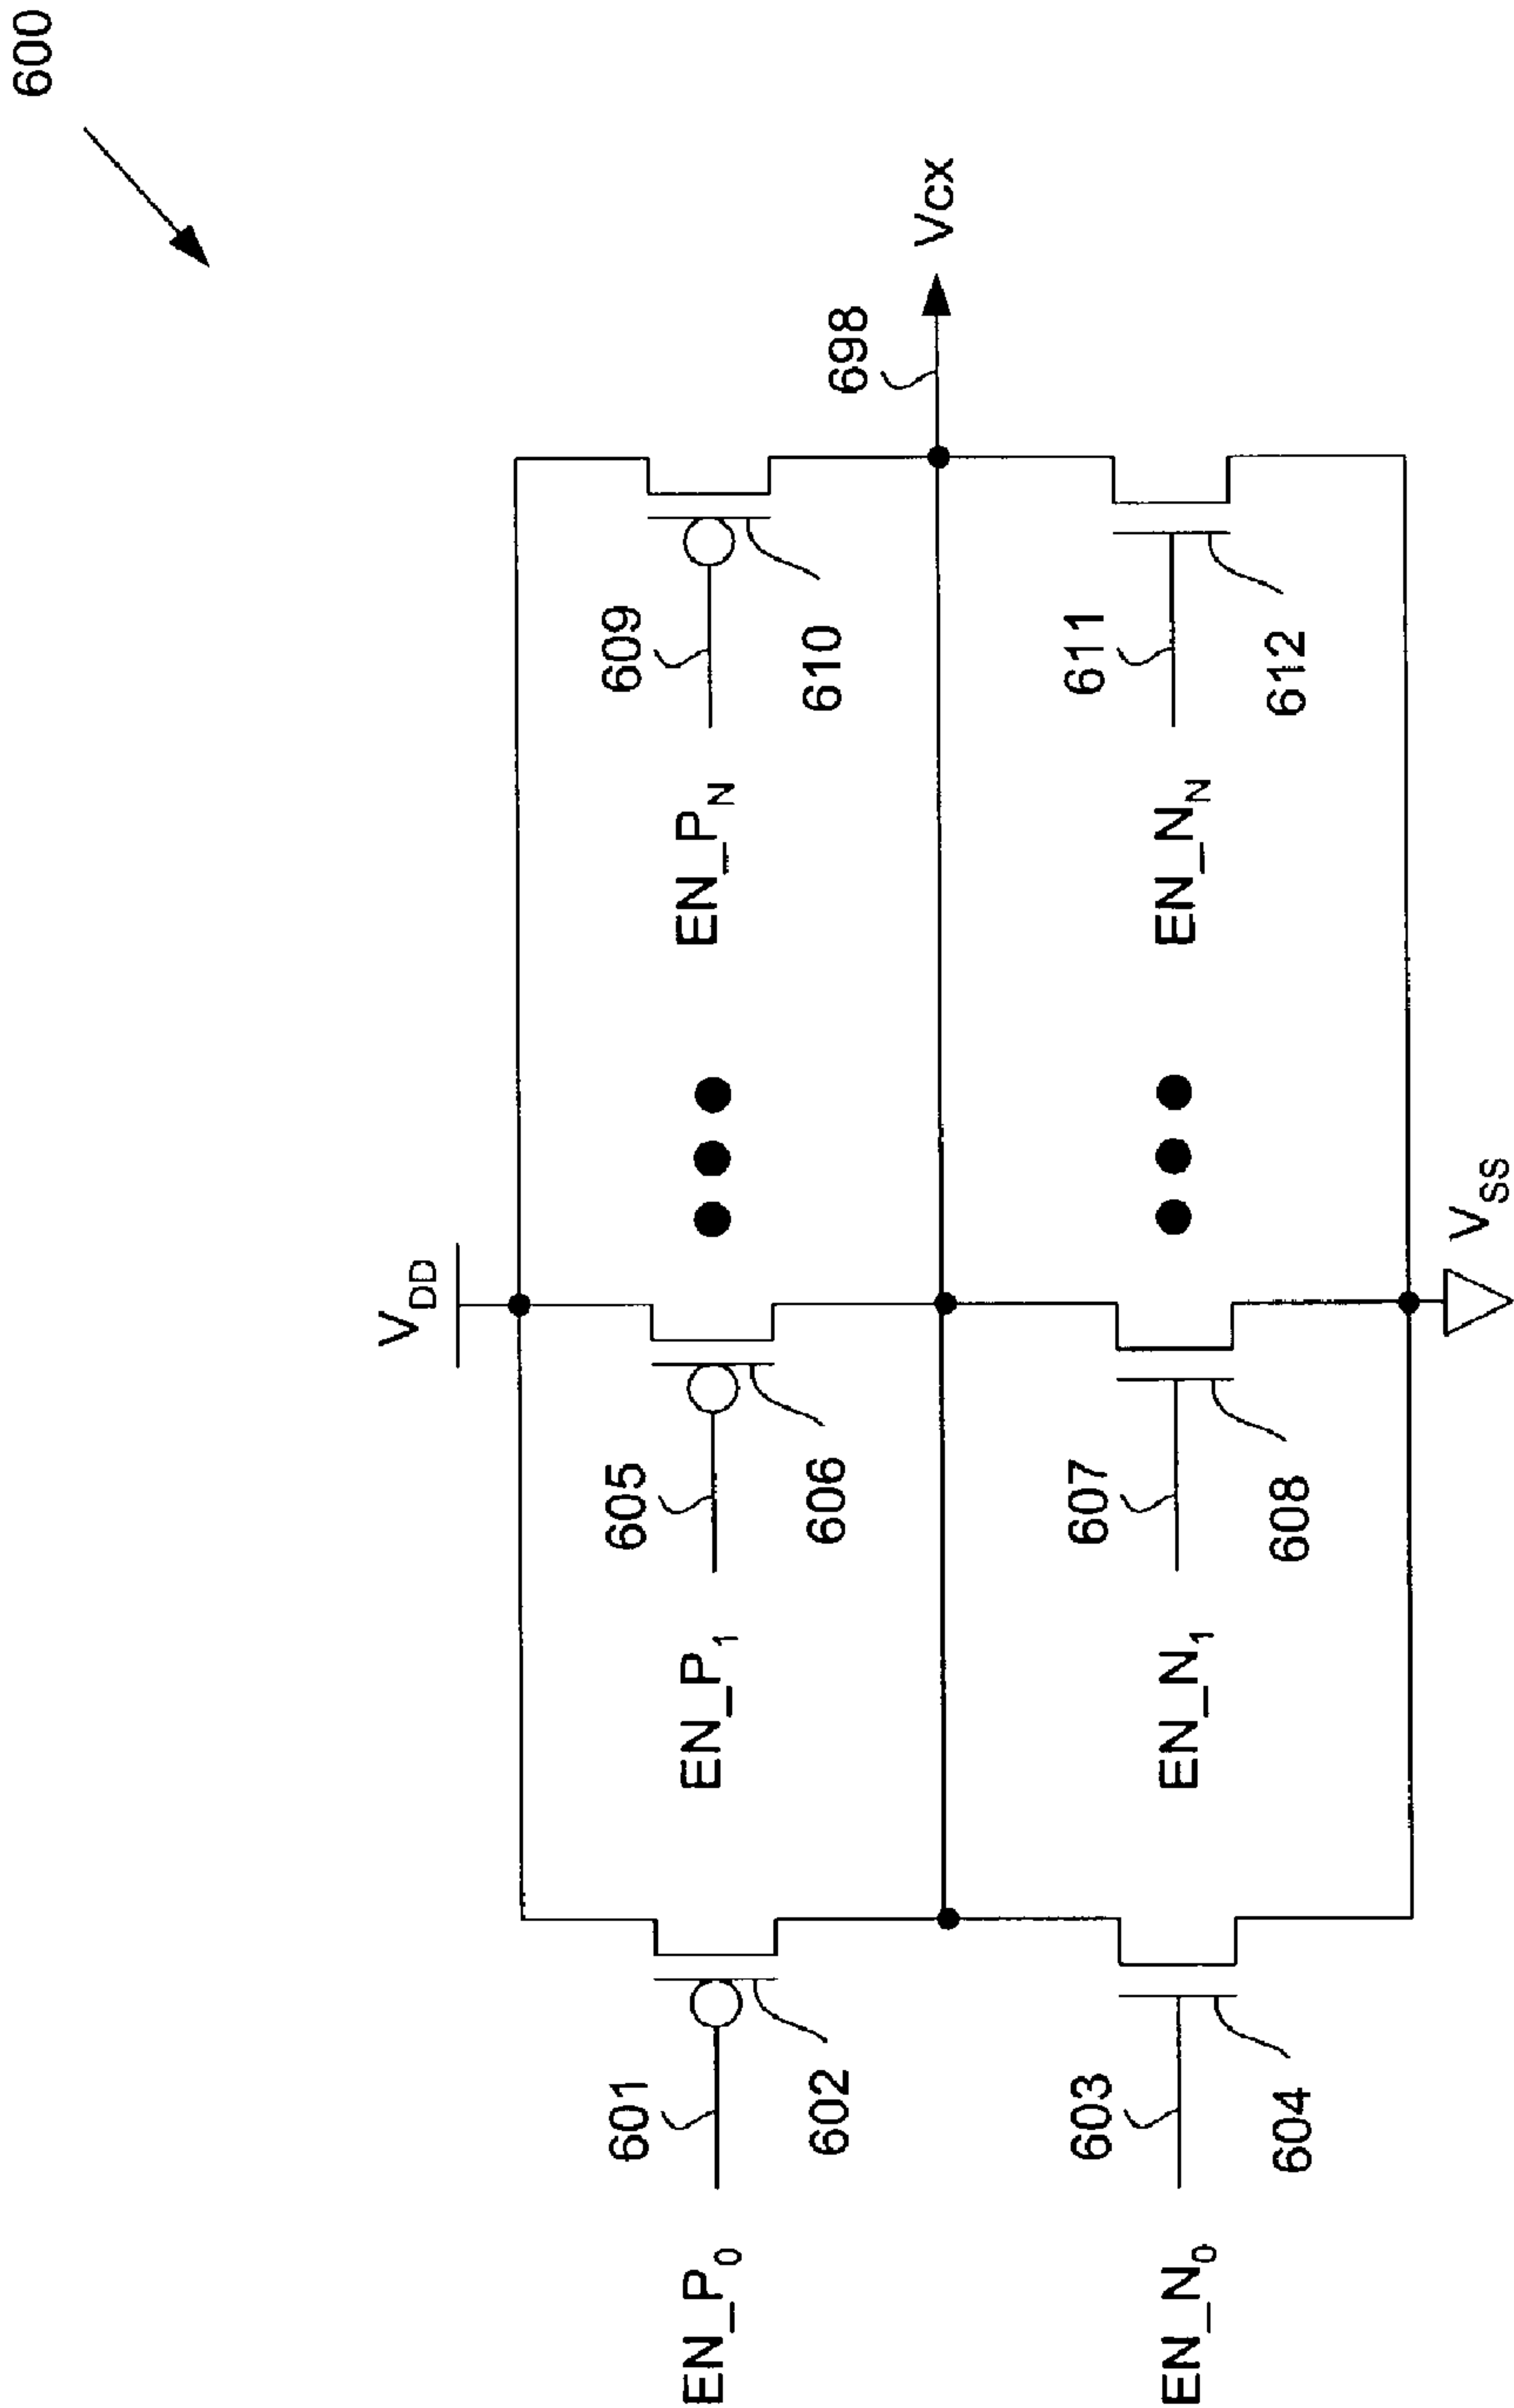 600
V_DD
601
602
EN_P_0
605
606
EN_P_1
609
610
EN_P_N
698
Vcx
603
604
EN_N_0
607
608
EN_N_1
611
612
EN_N_N
V_SS